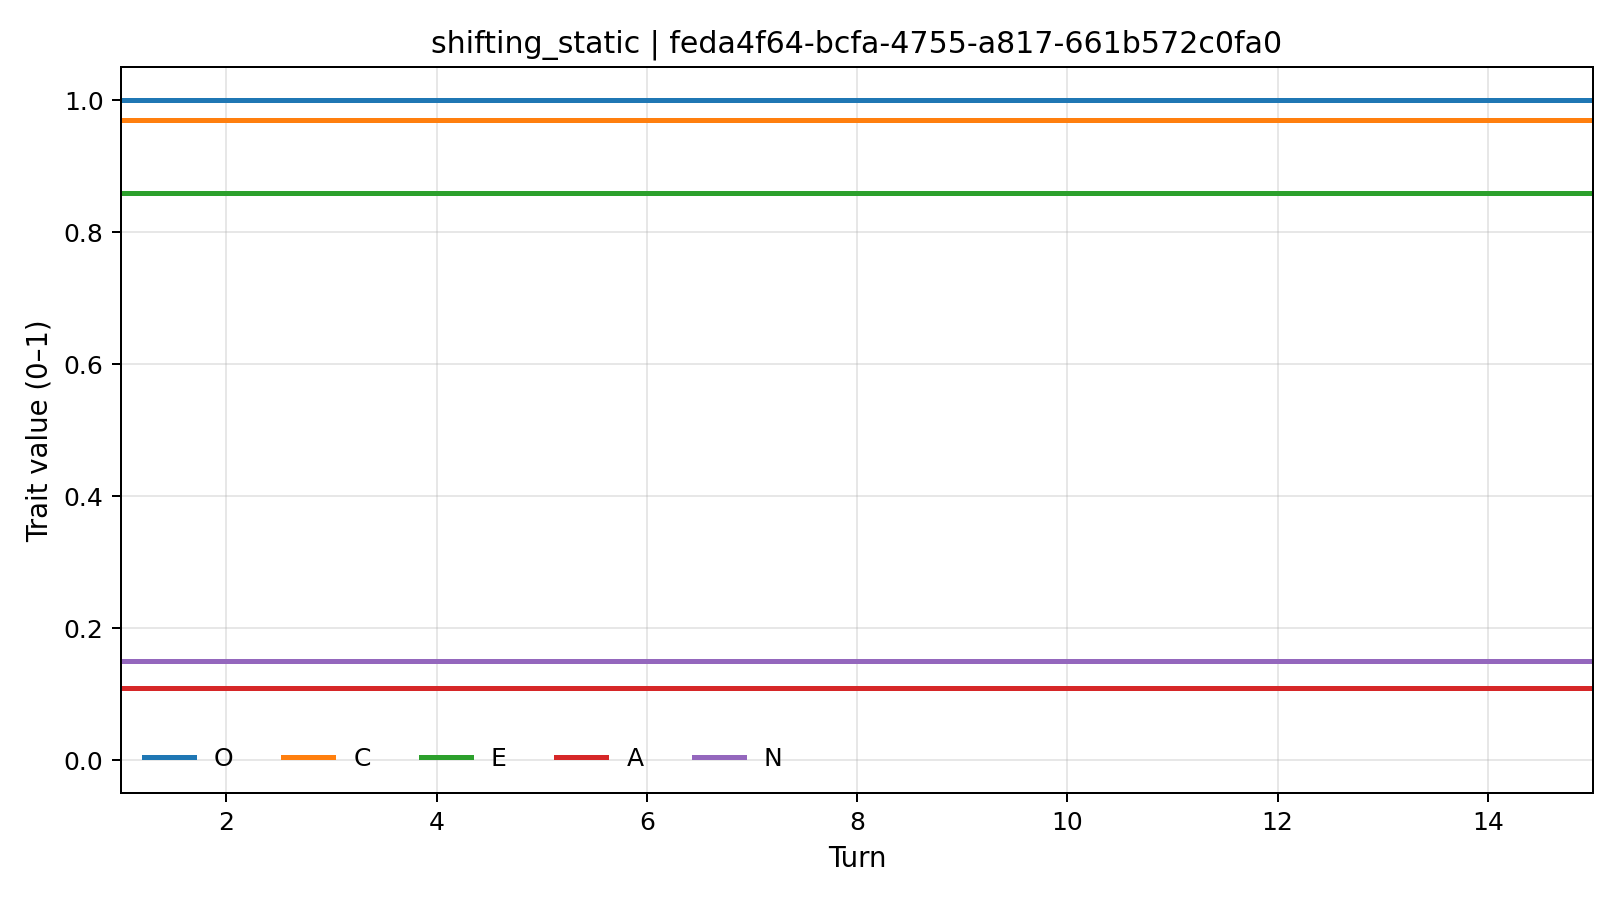 shifting_static | feda4f64-bcfa-4755-a817-661b572c0fa0
Trait value (0–1)
1.0
0.8
0.6
0.4
0.2
0.0
O C E A N
2 4 6 8 10 12 14
Turn